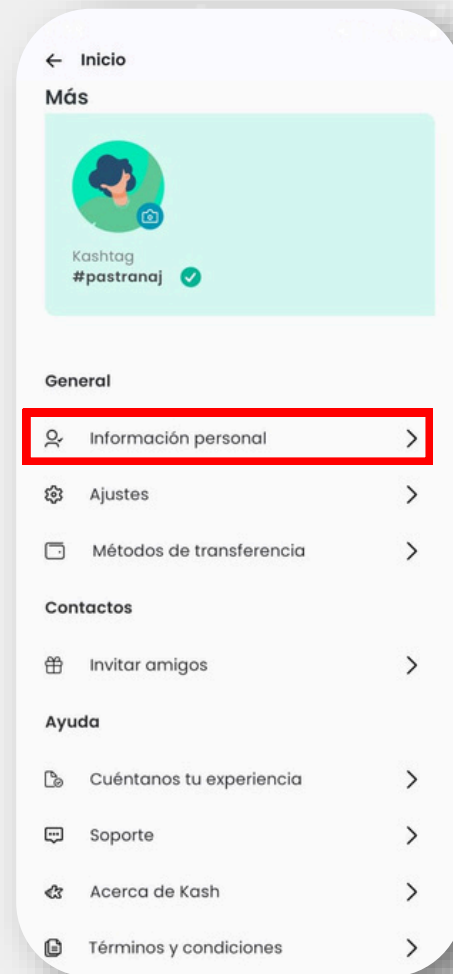 Inicio
Más
Kashtag
#pastranaj
General
Información personal
Ajustes
Métodos de transferencia
Contactos
Invitar amigos
Ayuda
Cuéntanos tu experiencia
Soporte
Acerca de Kash
Términos y condiciones